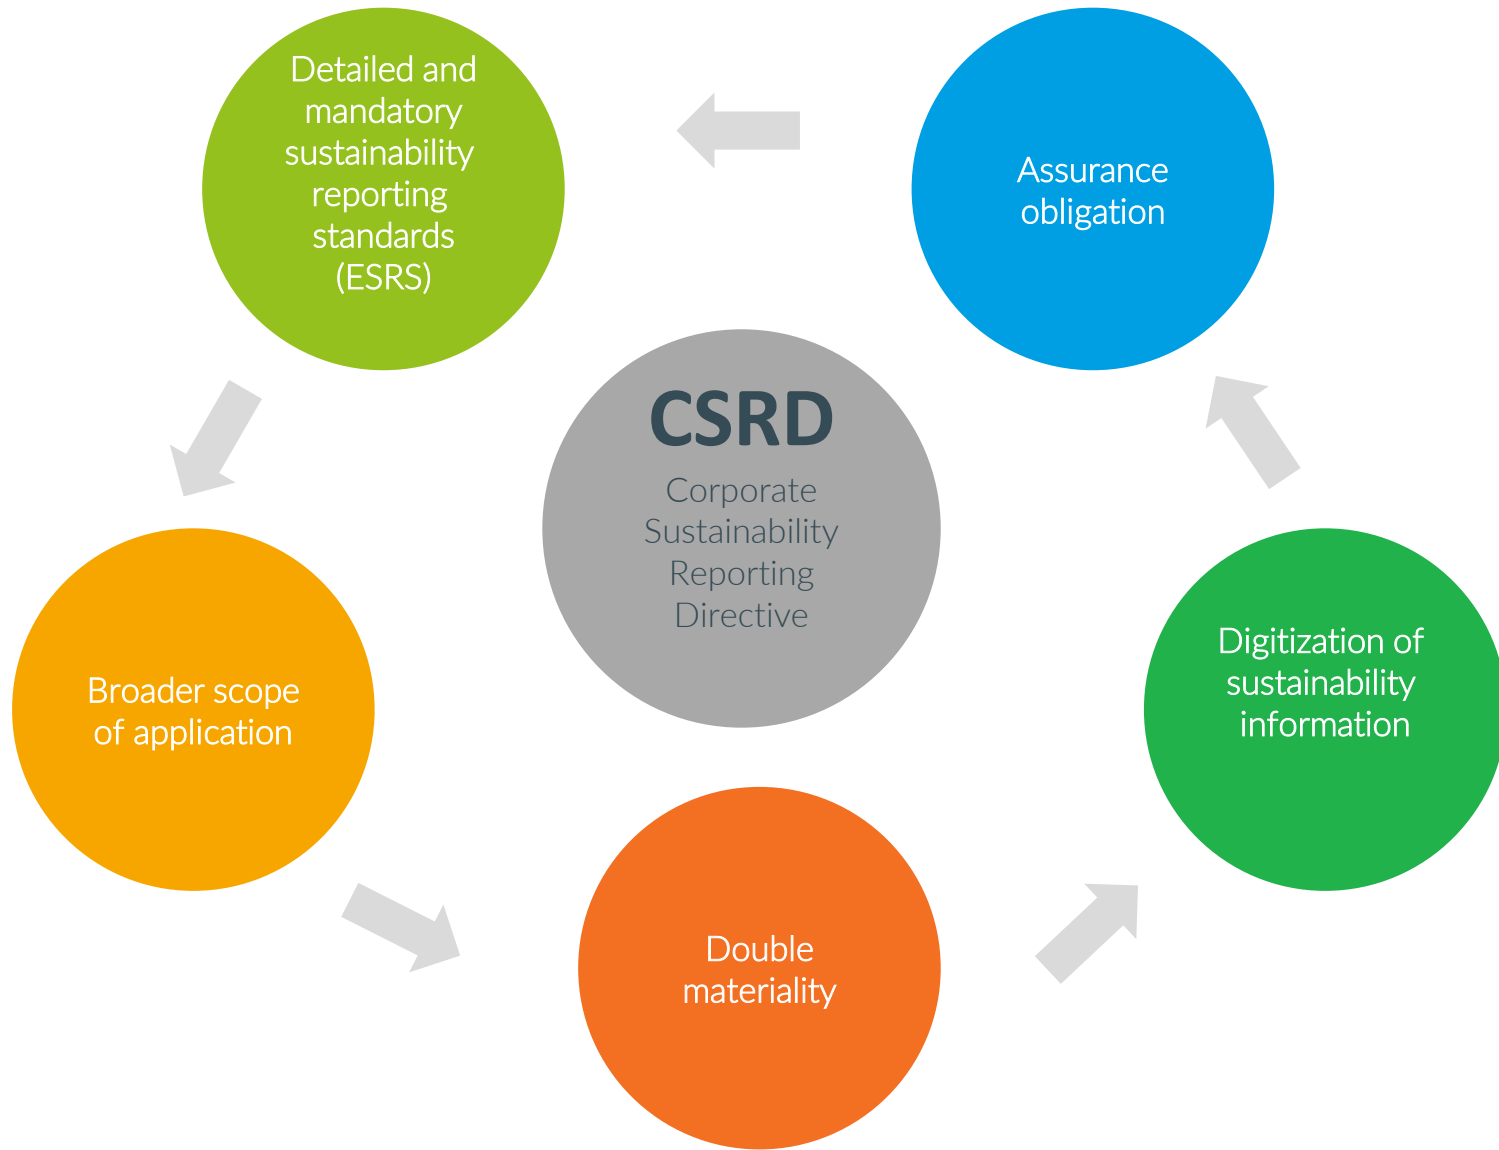 Detailed and
mandatory
sustainability
reporting
standards
(ESRS)
Assurance
obligation
CSRD
Corporate
Sustainability
Reporting
Directive
Broader scope
of application
Digitization of
sustainability
information
Double
materiality